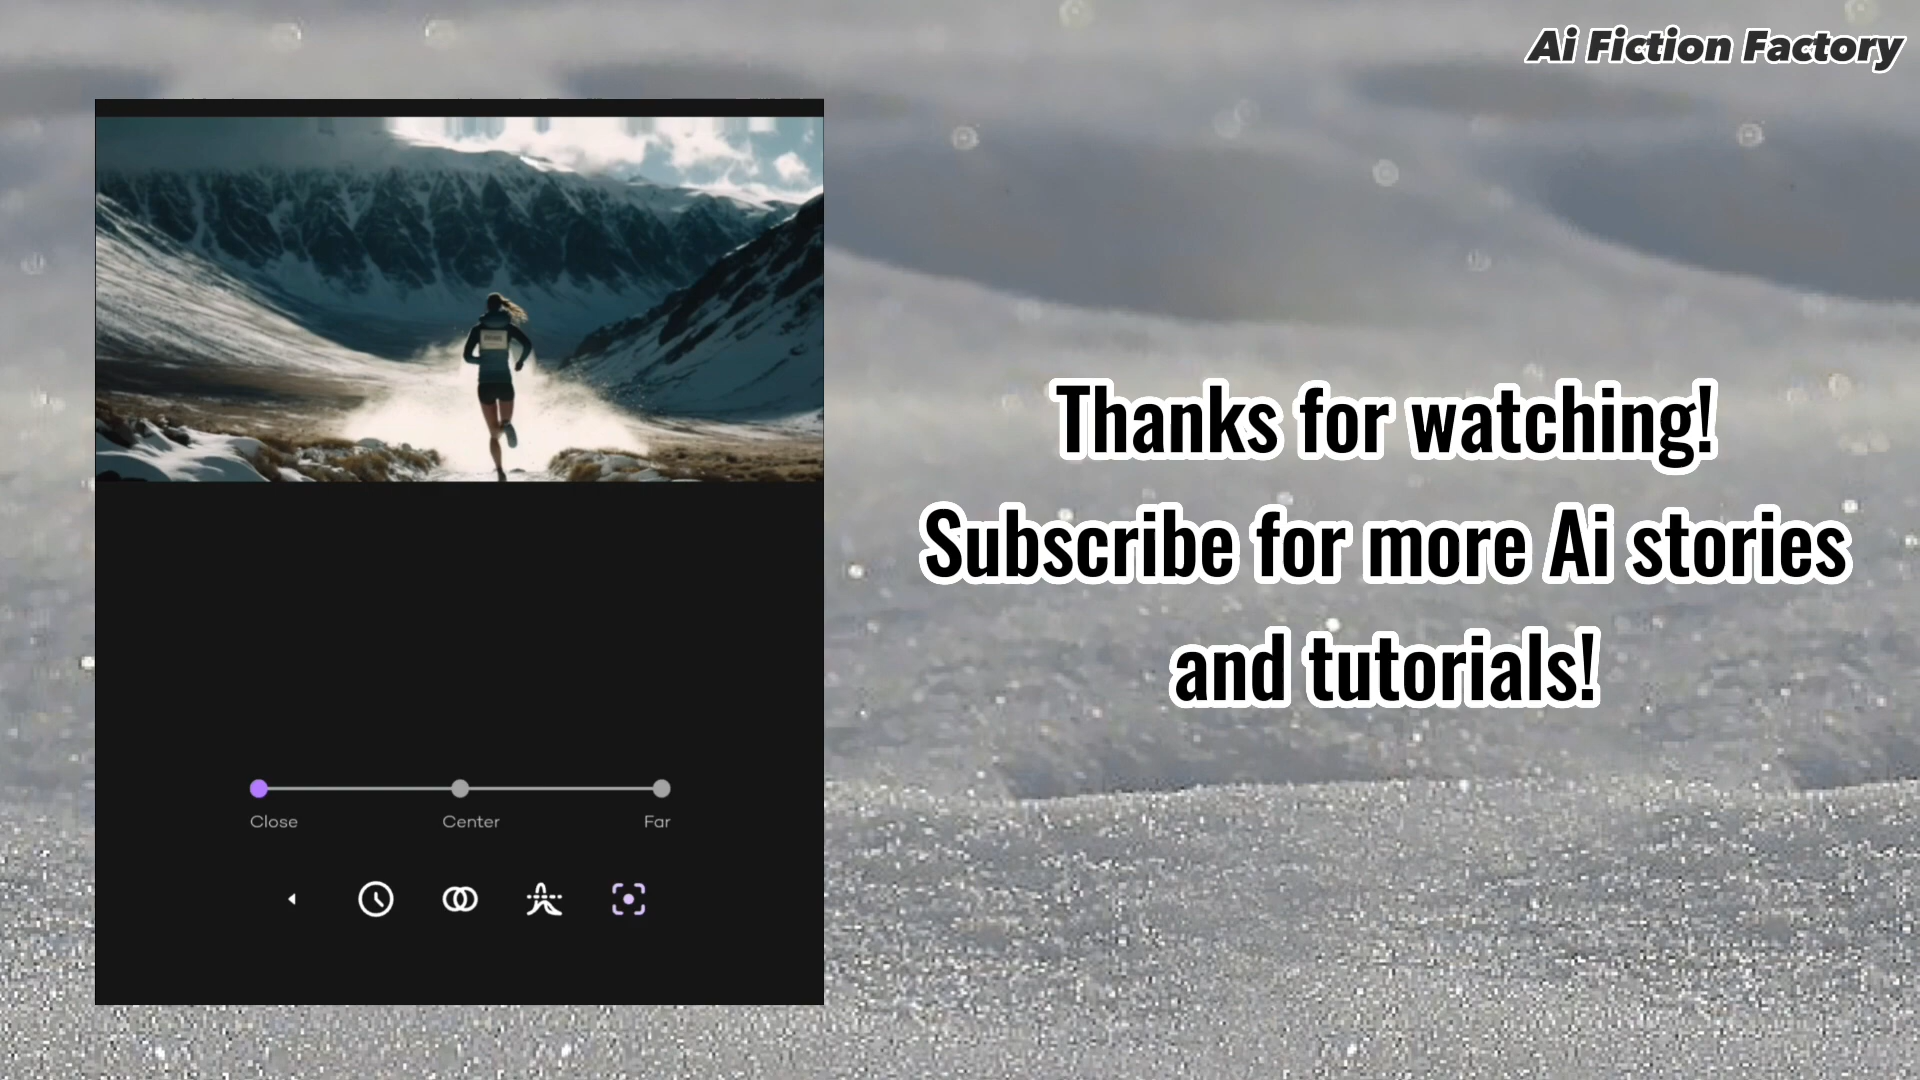 Ai Fiction Factory
Thanks for watching!
Subscribe for more Ai stories
and tutorials!
Close
Center
Far